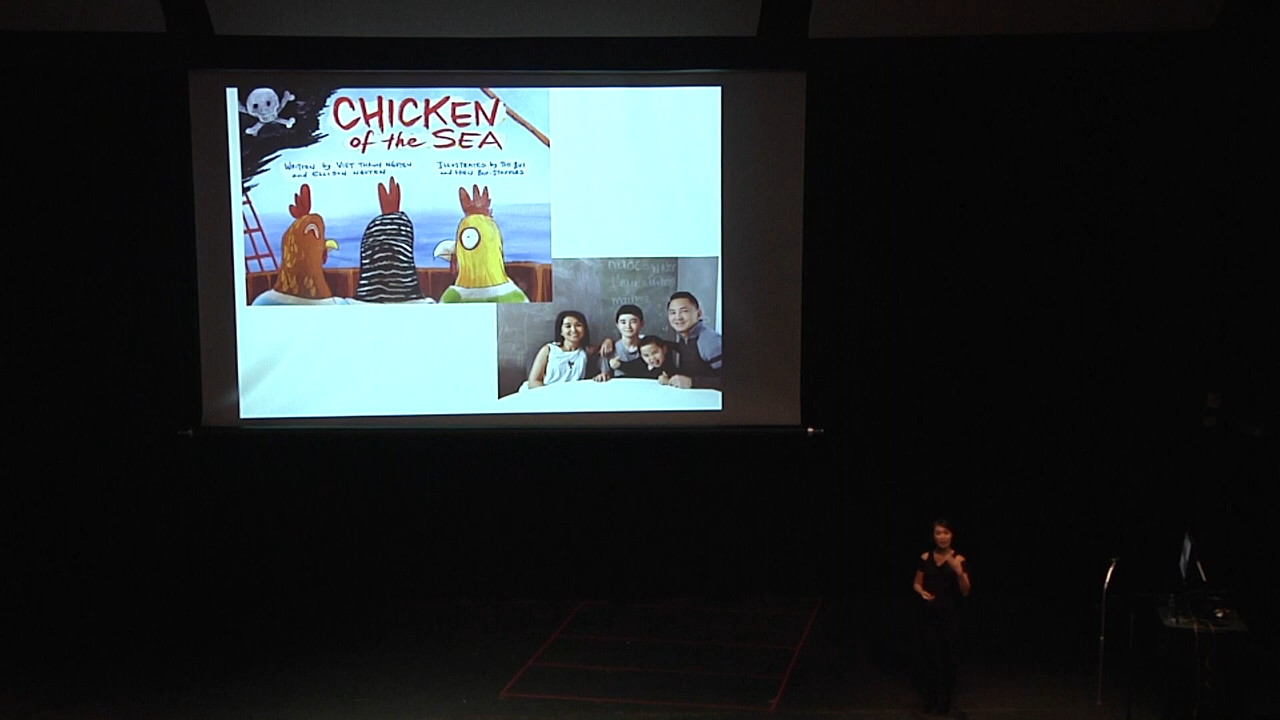 CHICKEN
of the SEA
WRITTEN by VIET THANH NGUYEN
and ELLISON NGUYEN
ILLUSTRATED by THI BUI
and HIEN BUI-STAFFORD